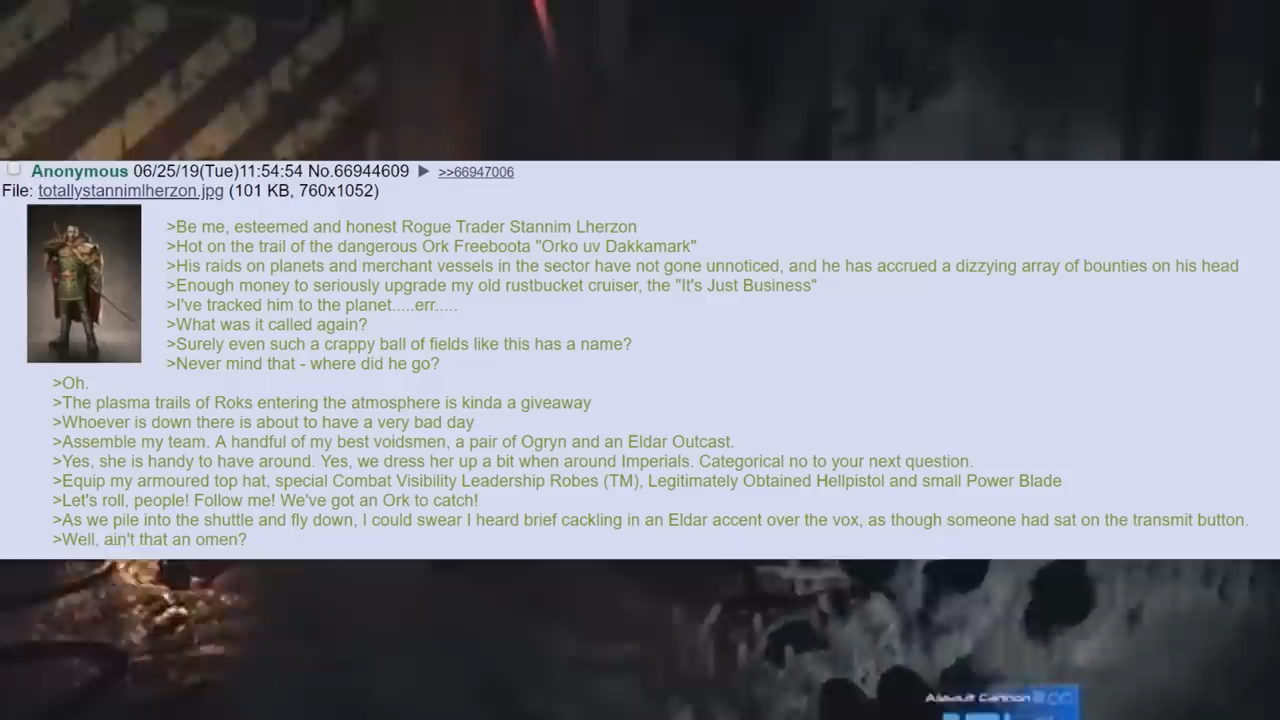 Anonymous 06/25/19(Tue)11:54:54 No.66944609 ▶ >>66947006
File: totallystannimlherzon.jpg (101 KB, 760x1052)
>Be me, esteemed and honest Rogue Trader Stannim Lherzon
>Hot on the trail of the dangerous Ork Freeboota "Orko uv Dakkamark"
>His raids on planets and merchant vessels in the sector have not gone unnoticed, and he has accrued a dizzying array of bounties on his head
>Enough money to seriously upgrade my old rustbucket cruiser, the "It's Just Business"
>I've tracked him to the planet.....err.....
>What was it called again?
>Surely even such a crappy ball of fields like this has a name?
>Never mind that - where did he go?
>Oh.
>The plasma trails of Roks entering the atmosphere is kinda a giveaway
>Whoever is down there is about to have a very bad day
>Assemble my team. A handful of my best voidsmen, a pair of Ogryn and an Eldar Outcast.
>Yes, she is handy to have around. Yes, we dress her up a bit when around Imperials. Categorical no to your next question.
>Equip my armoured top hat, special Combat Visibility Leadership Robes (TM), Legitimately Obtained Hellpistol and small Power Blade
>Let's roll, people! Follow me! We've got an Ork to catch!
>As we pile into the shuttle and fly down, I could swear I heard brief cackling in an Eldar accent over the vox, as though someone had sat on the transmit button.
>Well, ain't that an omen?
Assault Cannon